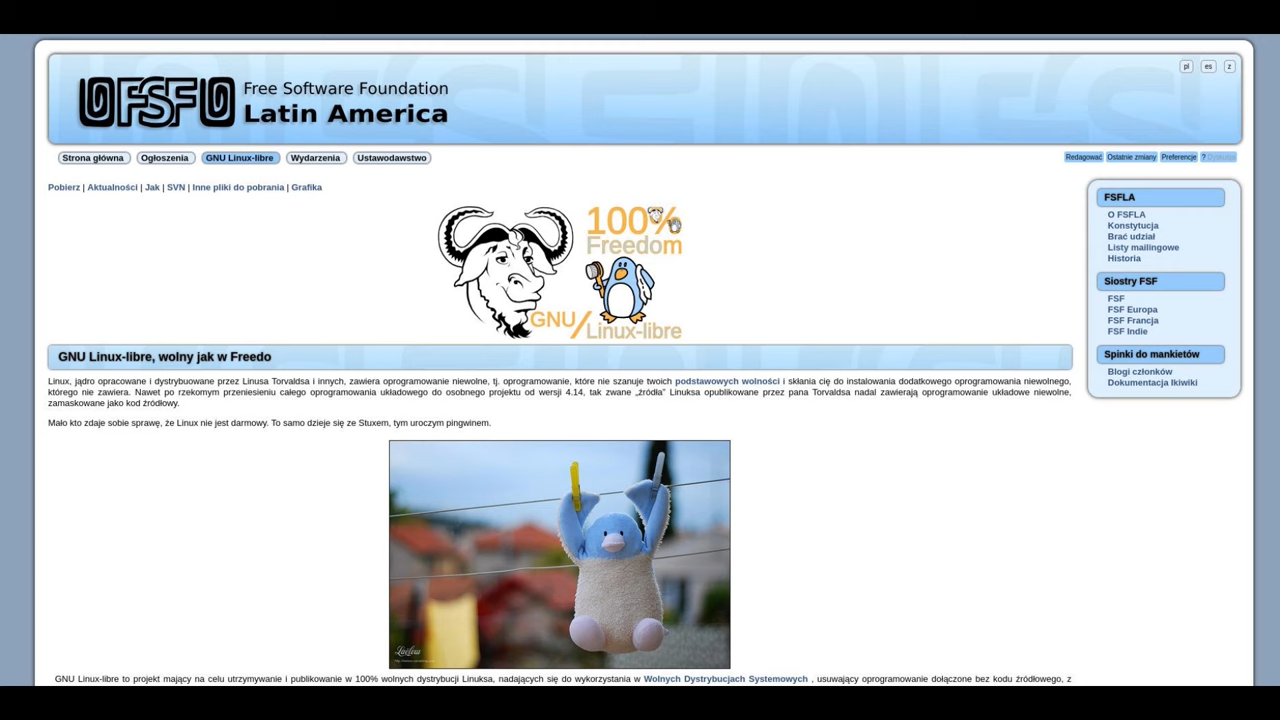 OFSFO
Free Software Foundation
Latin America
pl es z
Strona główna Ogłoszenia GNU Linux-libre Wydarzenia Ustawodawstwo
Redagować Ostatnie zmiany Preferencje ? Dyskusja
Pobierz | Aktualności | Jak | SVN | Inne pliki do pobrania | Grafika
100%
Freedom
GNU/Linux-libre
GNU Linux-libre, wolny jak w Freedo
Linux, jądro opracowane i dystrybuowane przez Linusa Torvaldsa i innych, zawiera oprogramowanie niewolne, tj. oprogramowanie, które nie szanuje twoich podstawowych wolności i skłania cię do instalowania dodatkowego oprogramowania niewolnego,
którego nie zawiera. Nawet po rzekomym przeniesieniu całego oprogramowania układowego do osobnego projektu od wersji 4.14, tak zwane „źródła” Linuksa opublikowane przez pana Torvaldsa nadal zawierają oprogramowanie układowe niewolne,
zamaskowane jako kod źródłowy.
Mało kto zdaje sobie sprawę, że Linux nie jest darmowy. To samo dzieje się ze Stuxem, tym uroczym pingwinem.
GNU Linux-libre to projekt mający na celu utrzymywanie i publikowanie w 100% wolnych dystrybucji Linuksa, nadających się do wykorzystania w Wolnych Dystrybucjach Systemowych , usuwający oprogramowanie dołączone bez kodu źródłowego, z
FSFLA
O FSFLA
Konstytucja
Brać udział
Listy mailingowe
Historia
Siostry FSF
FSF
FSF Europa
FSF Francja
FSF Indie
Spinki do mankietów
Blogi członków
Dokumentacja Ikiwiki